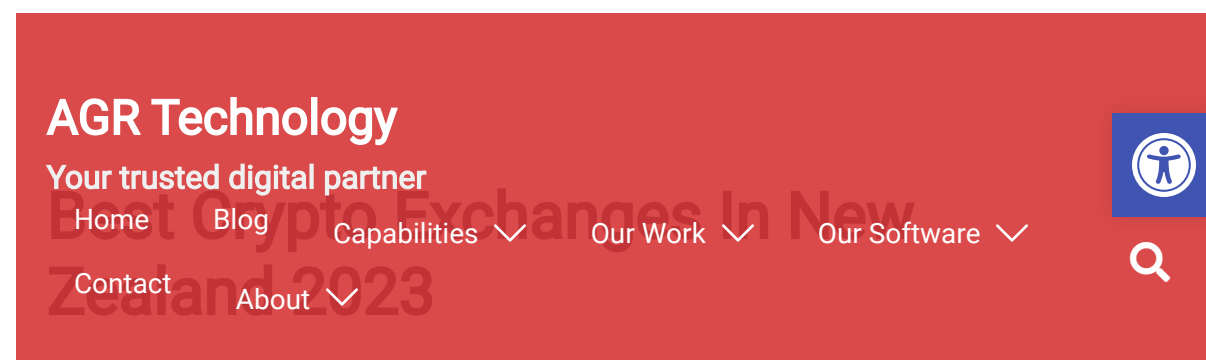 AGR Technology
Your trusted digital partner
Best Crypto Exchanges In New
Home Blog Capabilities Our Work Our Software
Zealand 2023
Contact About